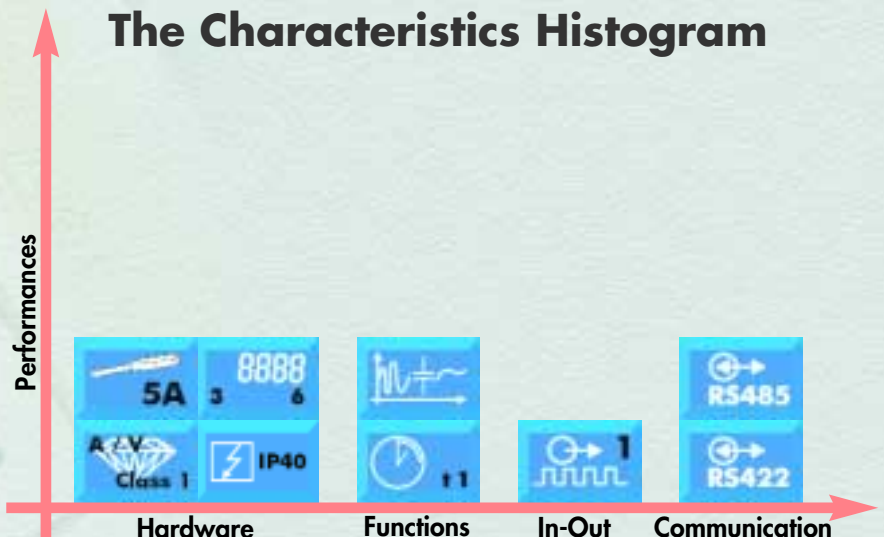 The Characteristics Histogram
Performances
5A
8888
3 6
A / V
W
Class 1
IP40
t1
1
RS485
RS422
Hardware Functions In-Out Communication